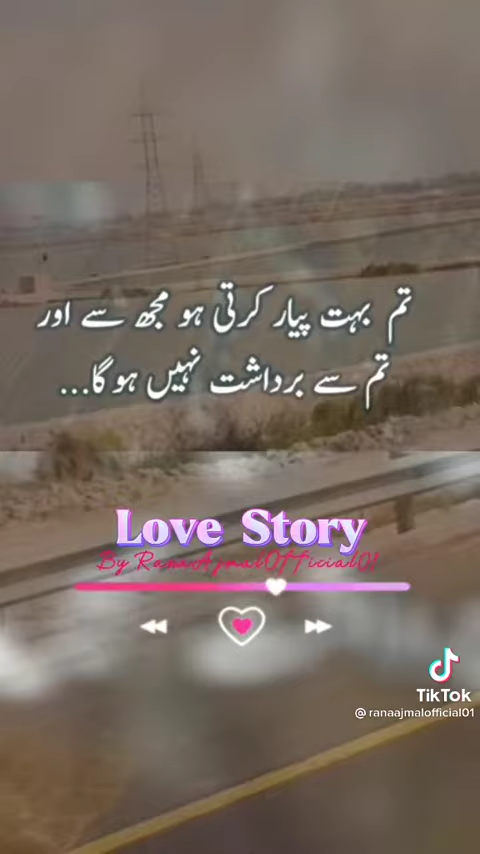 تم بہت پیار کرتی ہو مجھ سے اور
تم سے برداشت نہیں ہو گا...
Love Story
By RanaAjmalOfficial01
TikTok
@ranaajmalofficial01